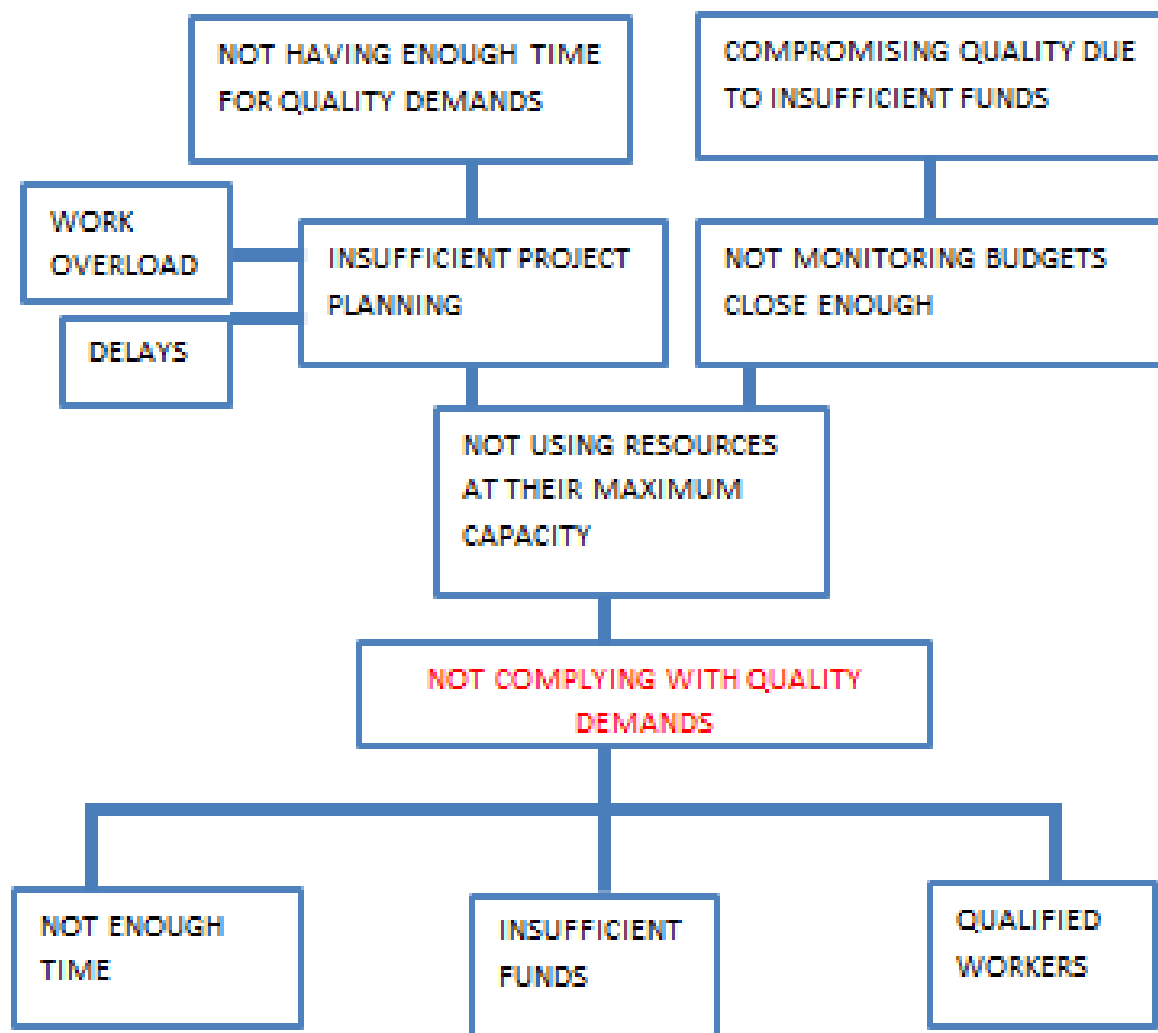 NOT HAVING ENOUGH TIME
FOR QUALITY DEMANDS
COMPROMISING QUALITY DUE
TO INSUFFICIENT FUNDS
WORK
OVERLOAD
INSUFFICIENT PROJECT
PLANNING
NOT MONITORING BUDGETS
CLOSE ENOUGH
DELAYS
NOT USING RESOURCES
AT THEIR MAXIMUM
CAPACITY
NOT COMPLYING WITH QUALITY
DEMANDS
NOT ENOUGH
TIME
INSUFFICIENT
FUNDS
QUALIFIED
WORKERS